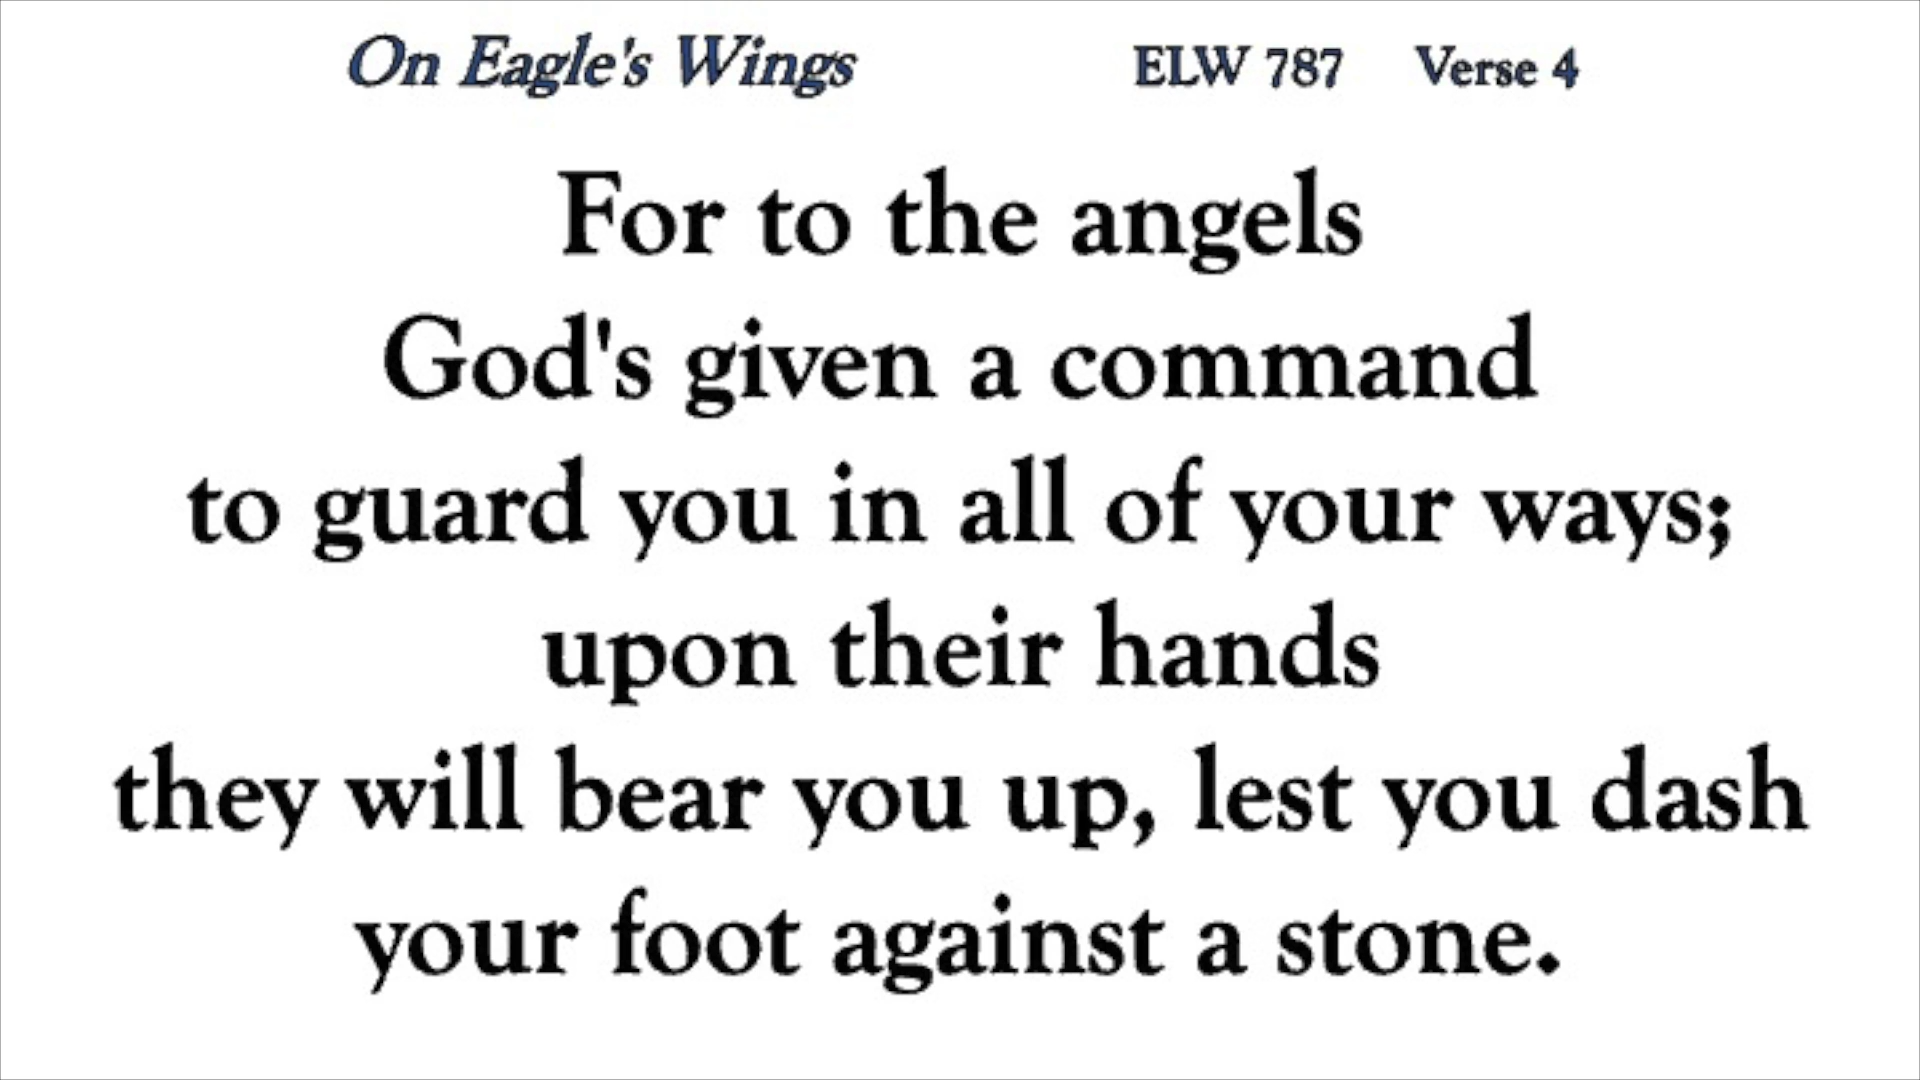 On Eagle's Wings ELW 787 Verse 4
For to the angels
God's given a command
to guard you in all of your ways;
upon their hands
they will bear you up, lest you dash
your foot against a stone.